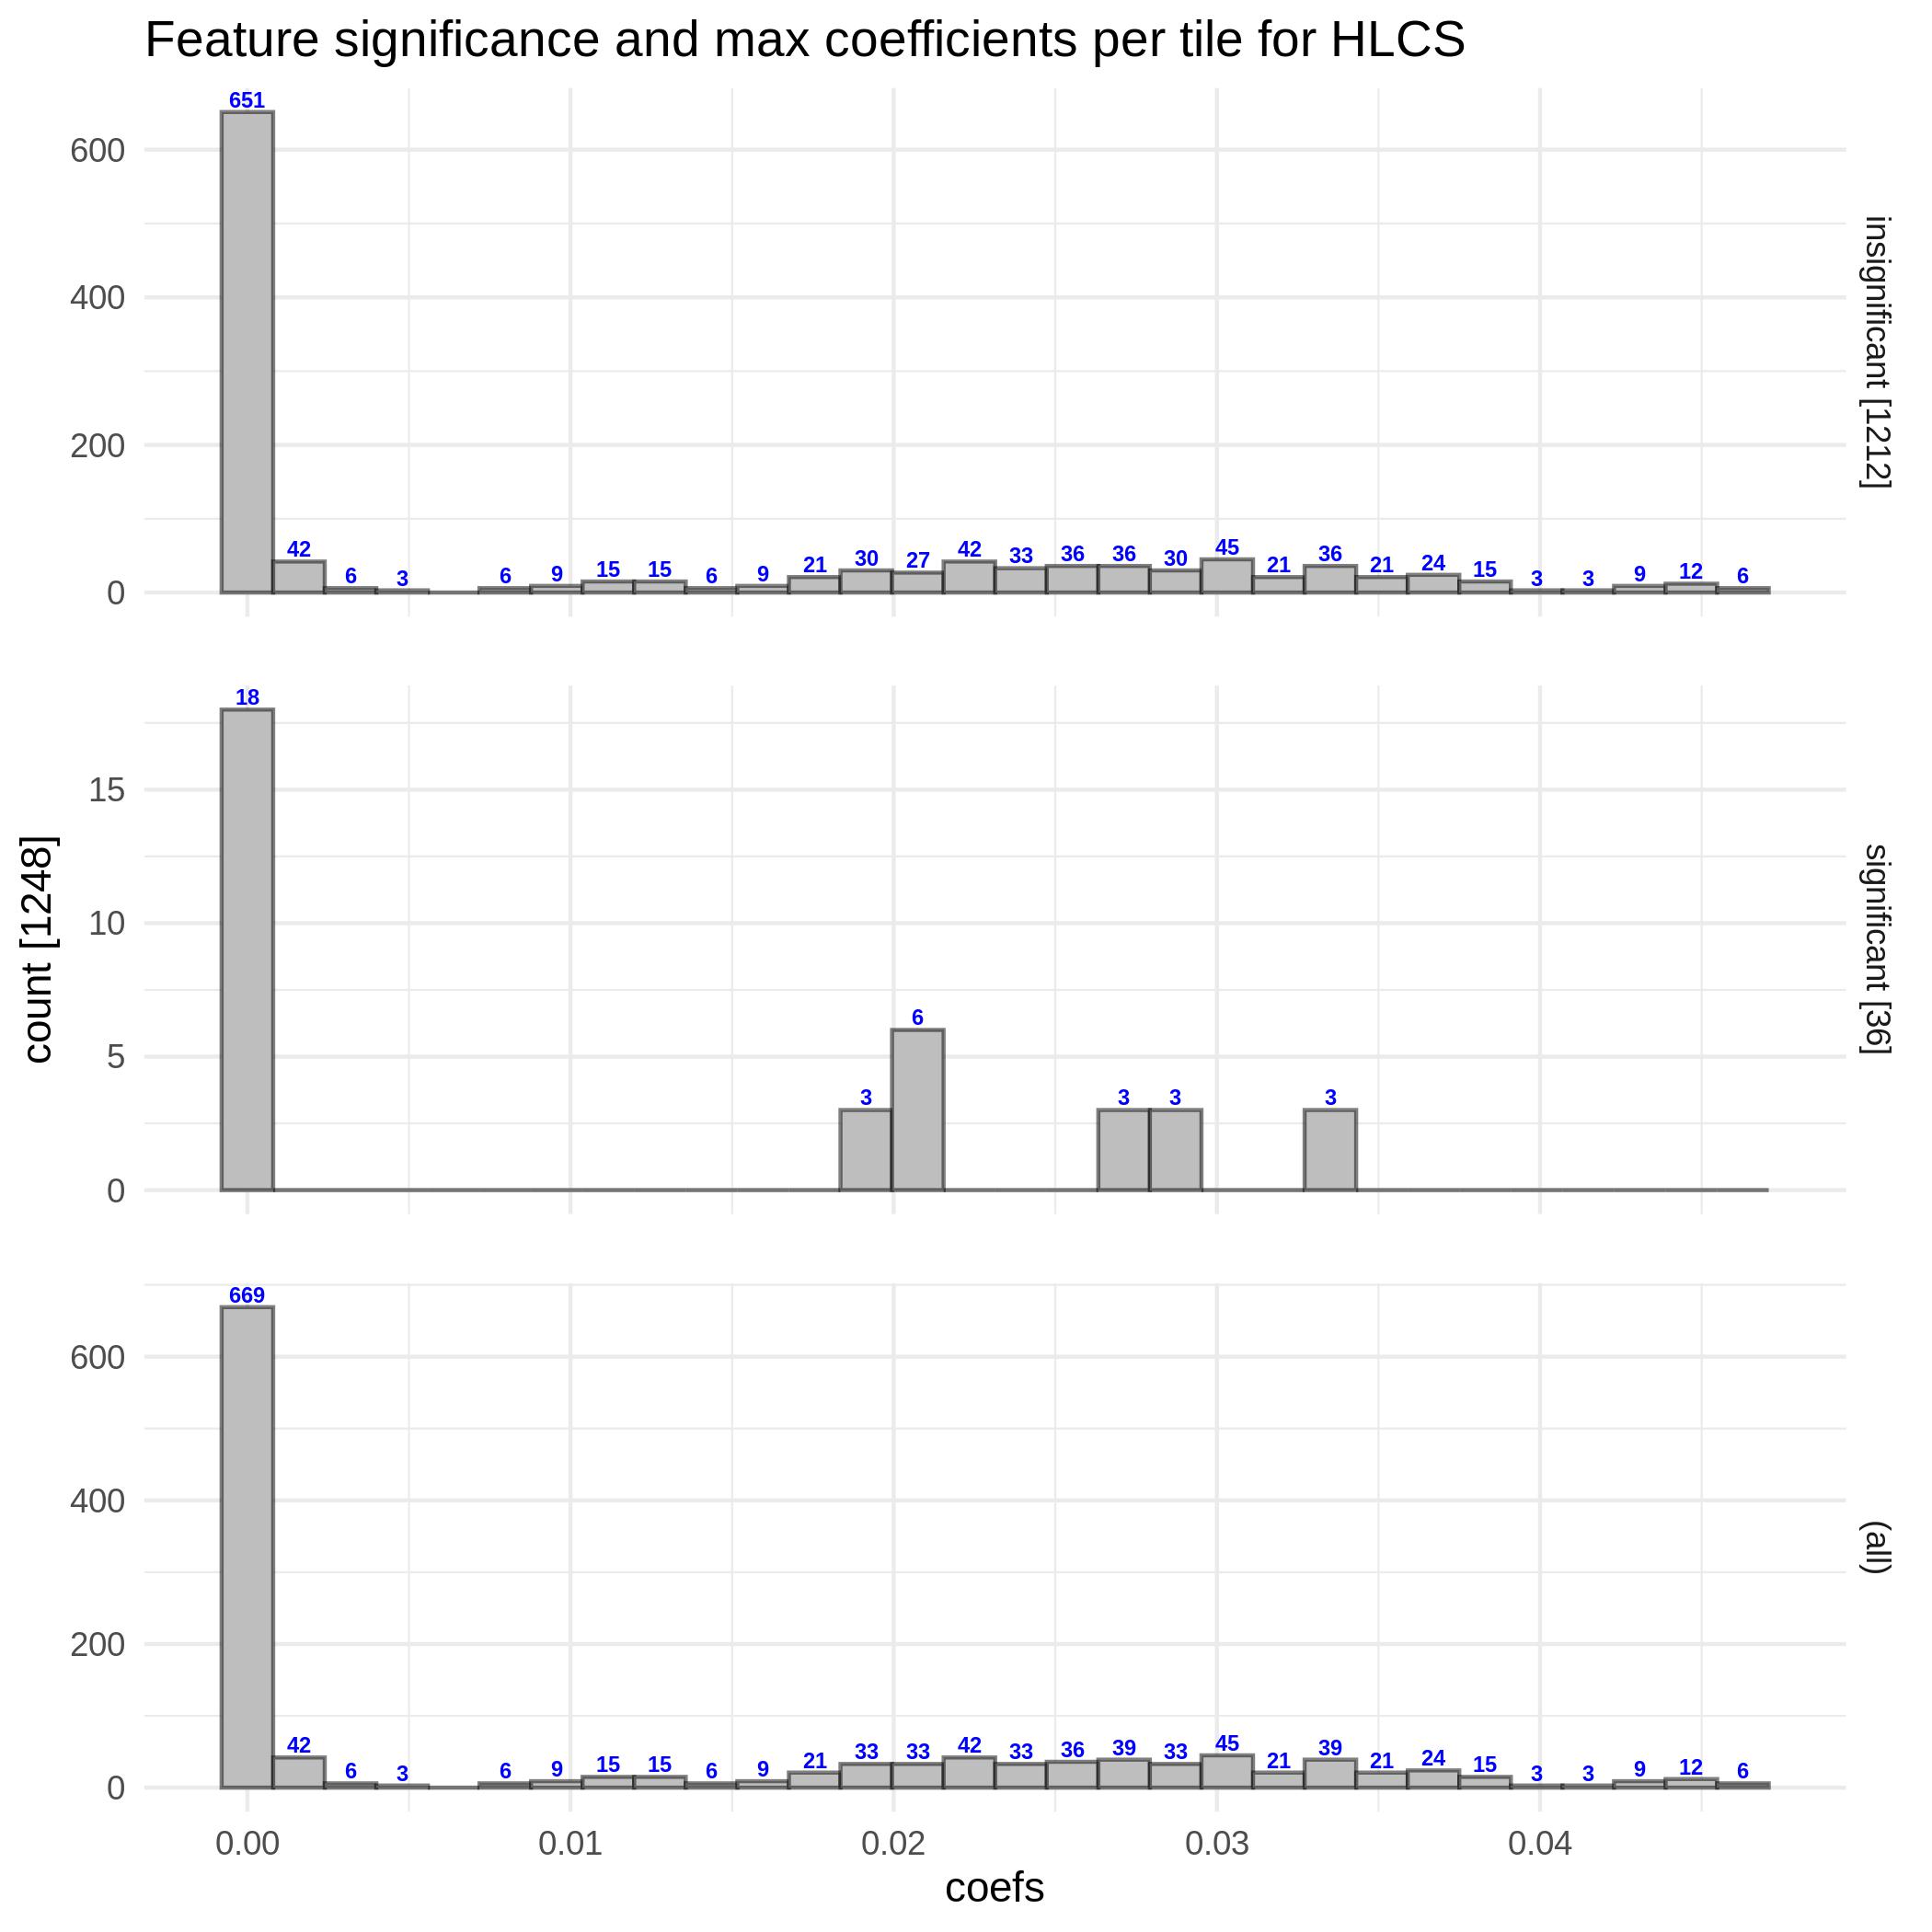 Feature significance and max coefficients per tile for HLCS
651
600
400
200
0
42 6 3 6 9 15 15 6 9 21 30 27 42 33 36 36 30 45 21 36 21 24 15 3 3 9 12 6
insignificant [1212]
18
15
10
5
0
3 6 3 3 3
significant [36]
count [1248]
669
600
400
200
0
42 6 3 6 9 15 15 6 9 21 33 33 42 33 36 39 33 45 21 39 21 24 15 3 3 9 12 6
(all)
0.00 0.01 0.02 0.03 0.04
coefs